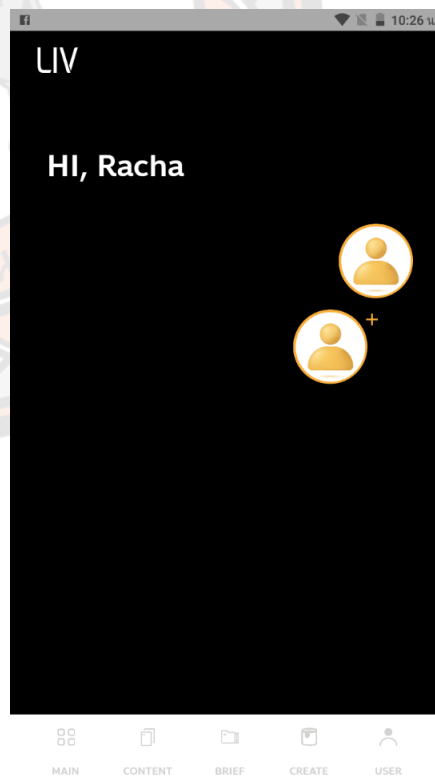 10:26 น
LIV
HI, Racha
+
MAIN CONTENT BRIEF CREATE USER